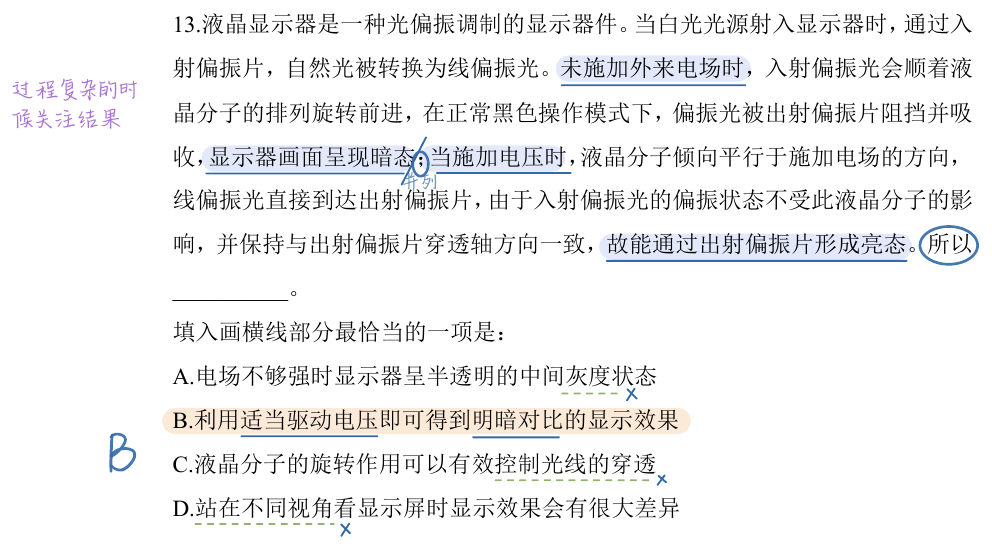 13.液晶显示器是一种光偏振调制的显示器件。当白光光源射入显示器时，通过入
射偏振片，自然光被转换为线偏振光。未施加外来电场时，入射偏振光会顺着液
过程复杂的时
晶分子的排列旋转前进，在正常黑色操作模式下，偏振光被出射偏振片阻挡并吸
候关注结果
收，显示器画面呈现暗态；当施加电压时，液晶分子倾向平行于施加电场的方向，
并列
线偏振光直接到达出射偏振片，由于入射偏振光的偏振状态不受此液晶分子的影
响，并保持与出射偏振片穿透轴方向一致，故能通过出射偏振片形成亮态。所以
__________。
填入画横线部分最恰当的一项是：
A.电场不够强时显示器呈半透明的中间灰度状态
B.利用适当驱动电压即可得到明暗对比的显示效果
B
C.液晶分子的旋转作用可以有效控制光线的穿透
D.站在不同视角看显示屏时显示效果会有很大差异